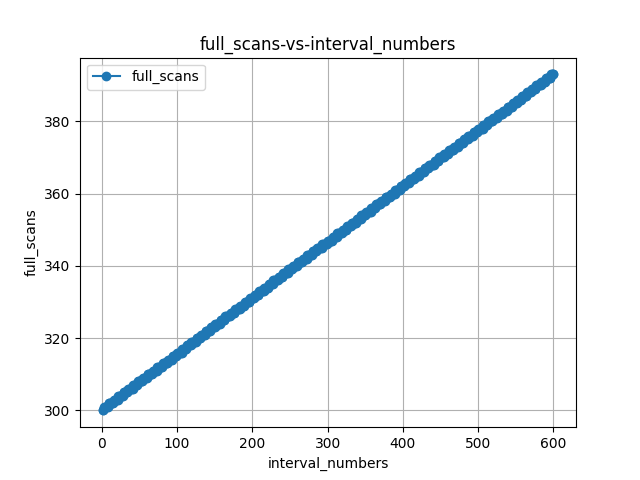 full_scans-vs-interval_numbers
full_scans
380
360
340
320
300
full_scans
0 100 200 300 400 500 600
interval_numbers